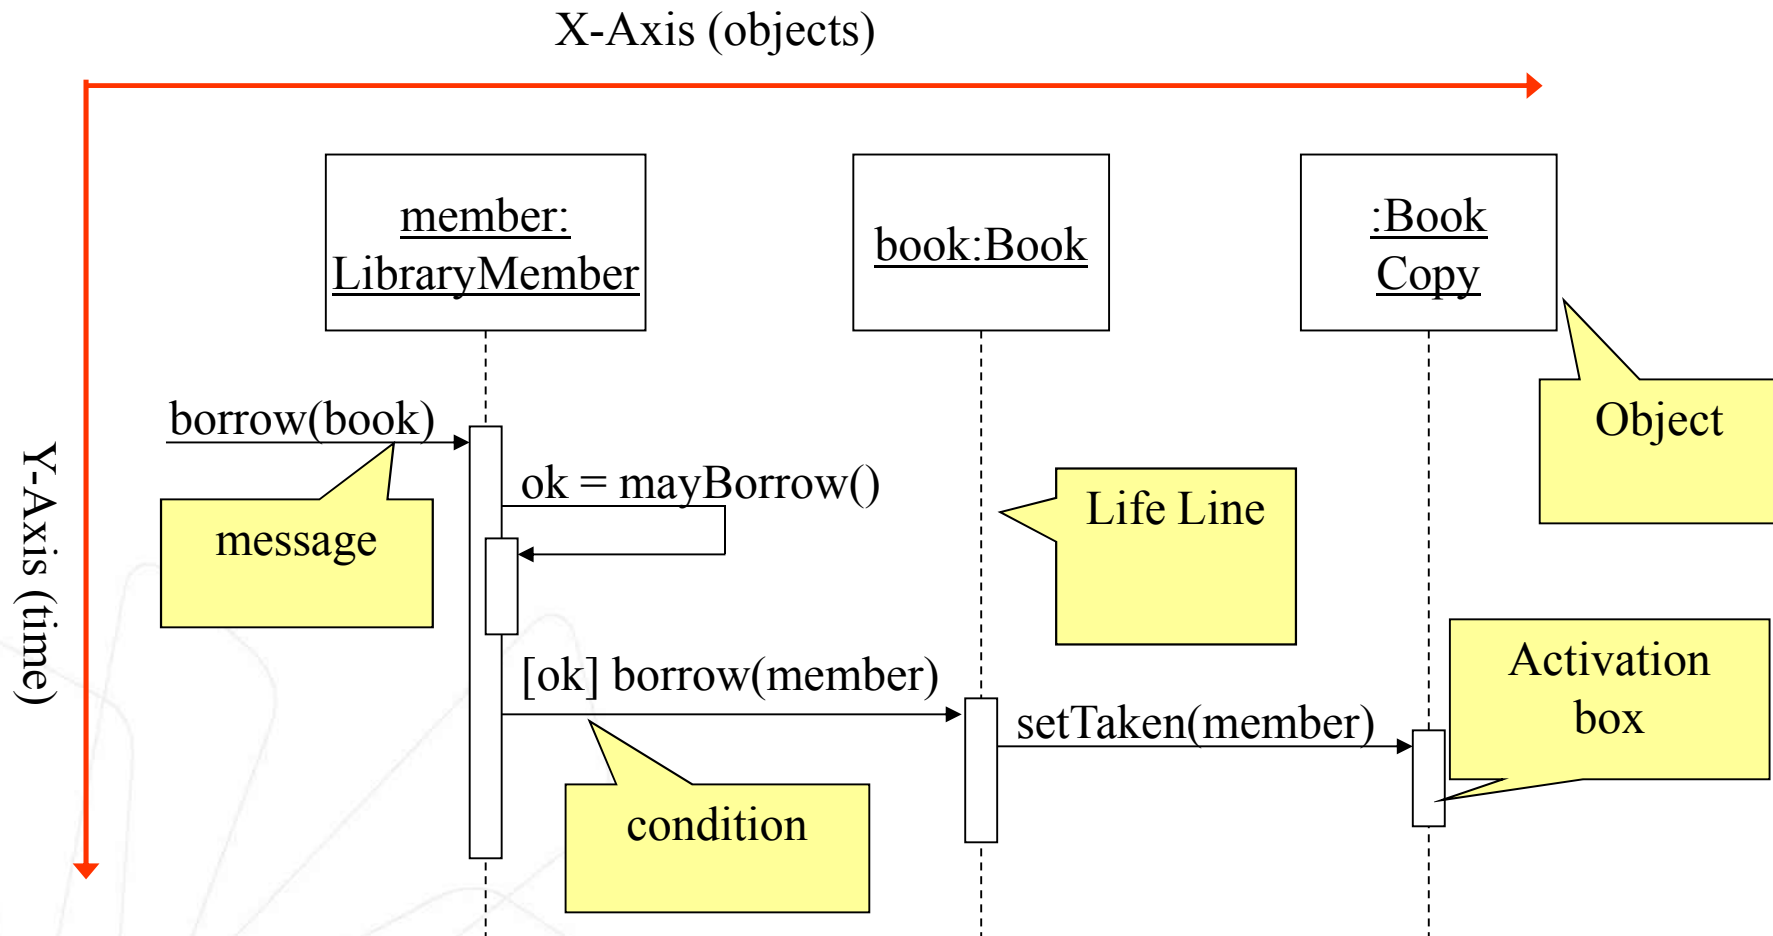 X-Axis (objects)
member:
LibraryMember
book:Book
:Book
Copy
Object
borrow(book)
message
ok = mayBorrow()
Life Line
Y-Axis (time)
[ok] borrow(member)
setTaken(member)
Activation
box
condition